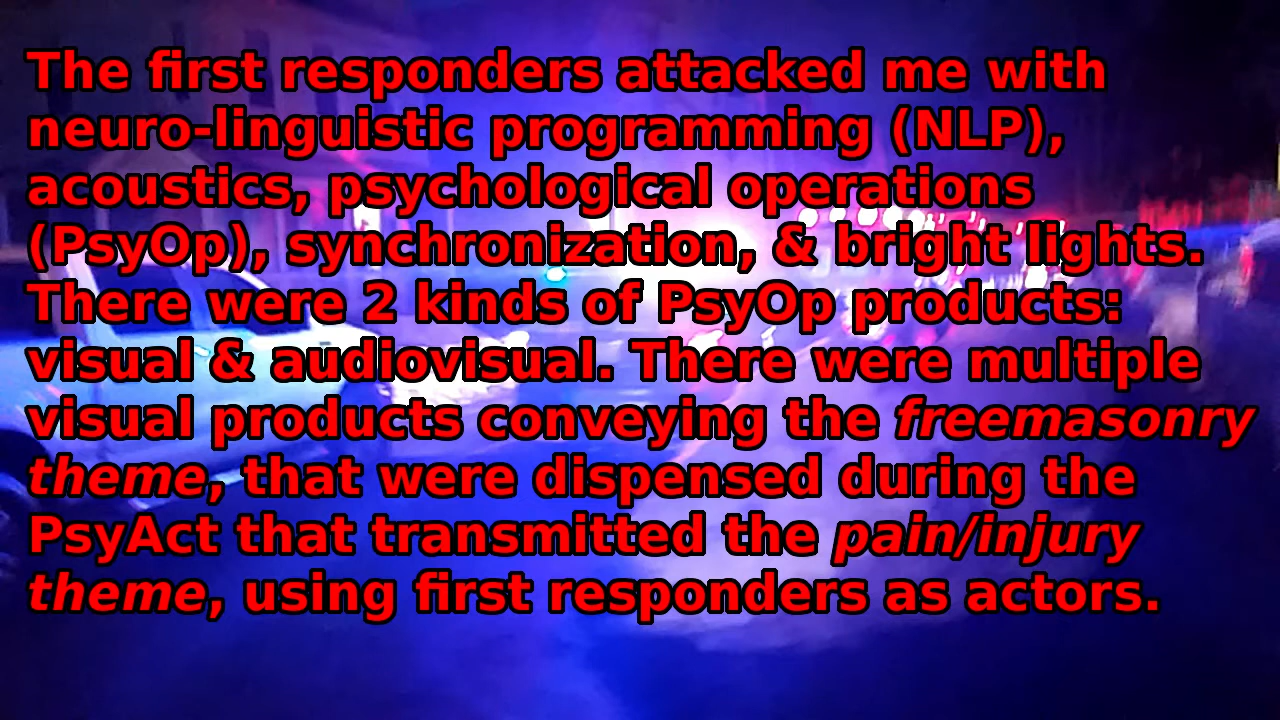 The first responders attacked me with
neuro-linguistic programming (NLP),
acoustics, psychological operations
(PsyOp), synchronization, & bright lights.
There were 2 kinds of PsyOp products:
visual & audiovisual. There were multiple
visual products conveying the freemasonry
theme, that were dispensed during the
PsyAct that transmitted the pain/injury
theme, using first responders as actors.